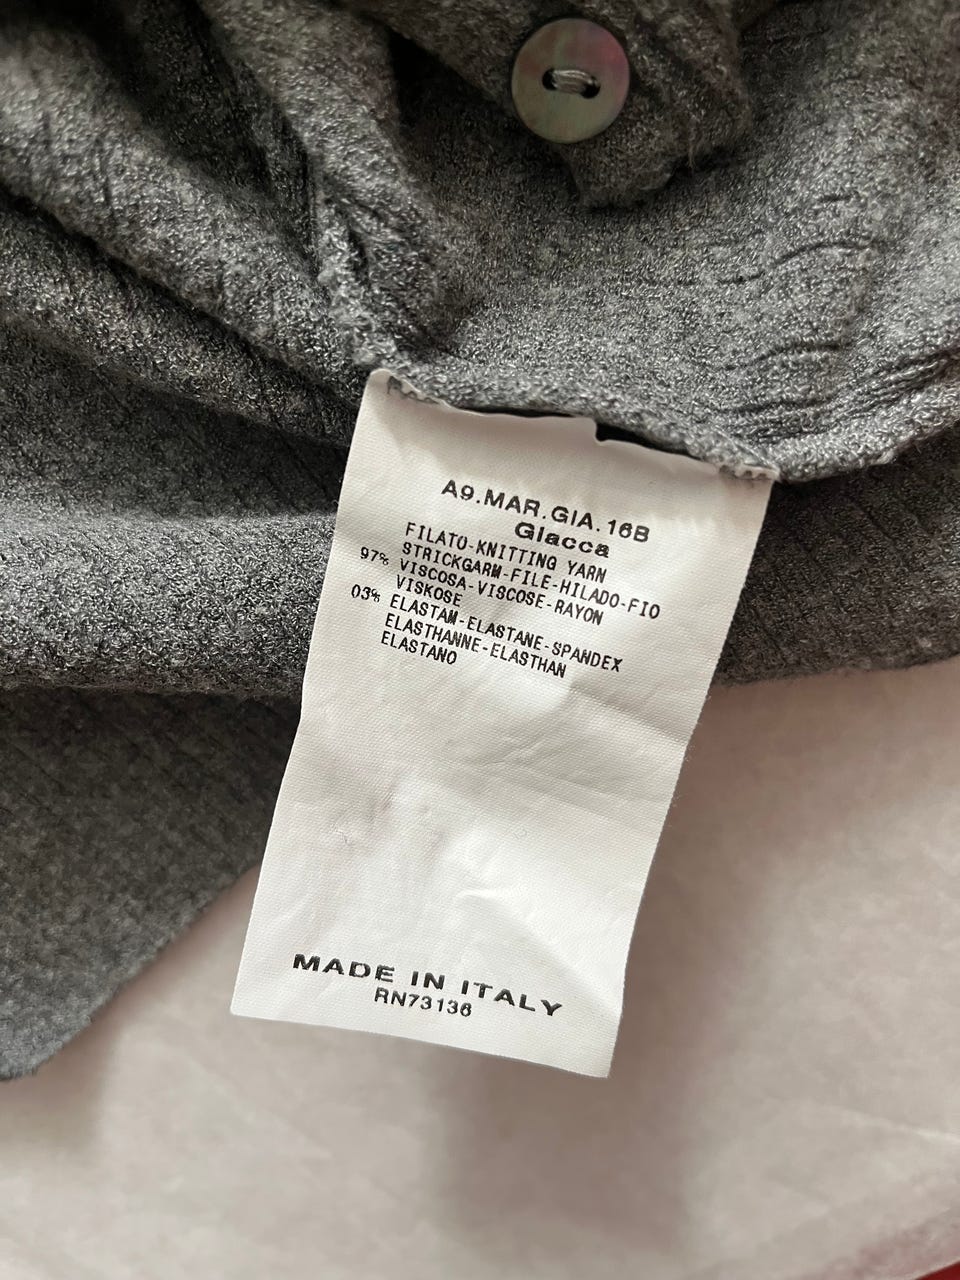 A9.MAR.GIA.16B
Giacca
FILATO-KNITTING YARN
STRICKGARM-FILE-HILADO-FIO
97% VISCOSA-VISCOSE-RAYON
VISKOSE
03% ELASTAM-ELASTANE-SPANDEX
ELASTHANNE-ELASTHAN
ELASTANO
MADE IN ITALY
RN73136